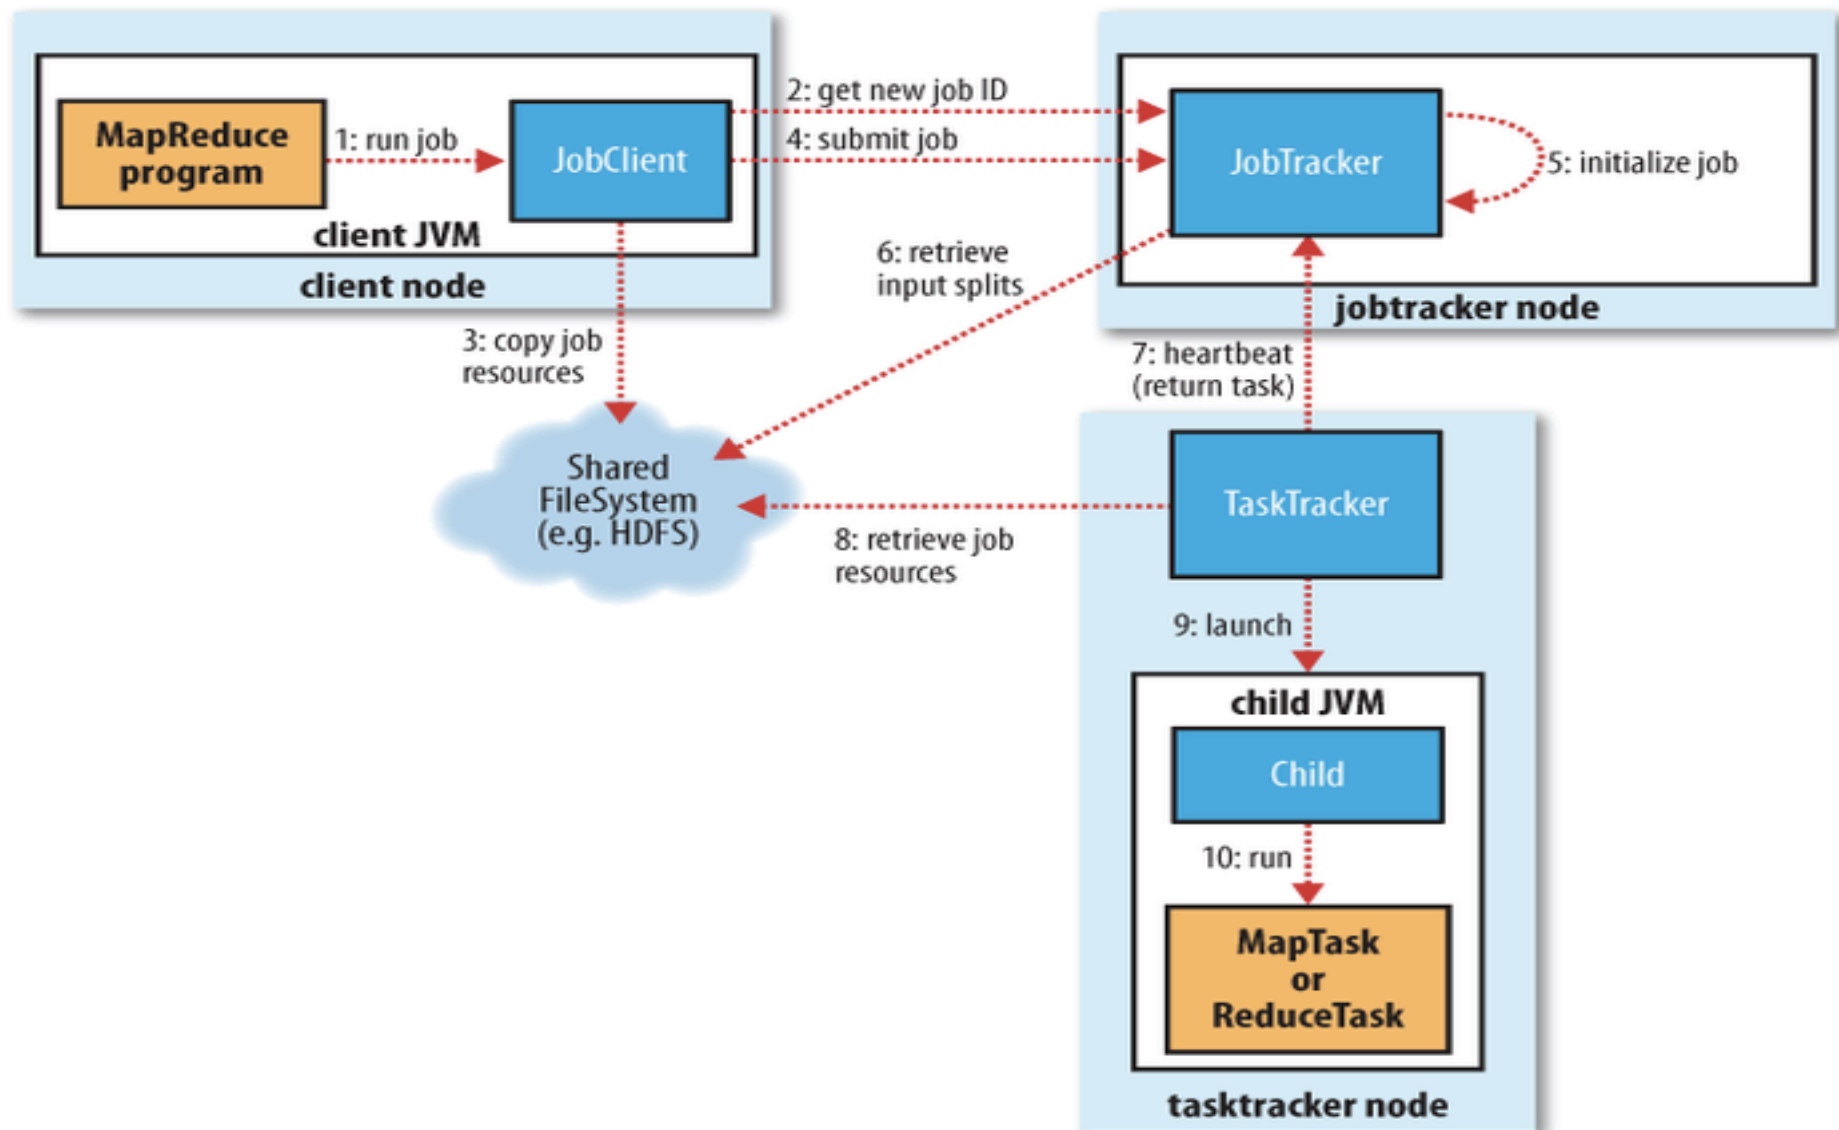 MapReduce
program
1: run job
JobClient
client JVM
client node
2: get new job ID
4: submit job
JobTracker
5: initialize job
jobtracker node
3: copy job
resources
6: retrieve
input splits
7: heartbeat
(return task)
Shared
FileSystem
(e.g. HDFS)
8: retrieve job
resources
TaskTracker
9: launch
child JVM
Child
10: run
MapTask
or
ReduceTask
tasktracker node